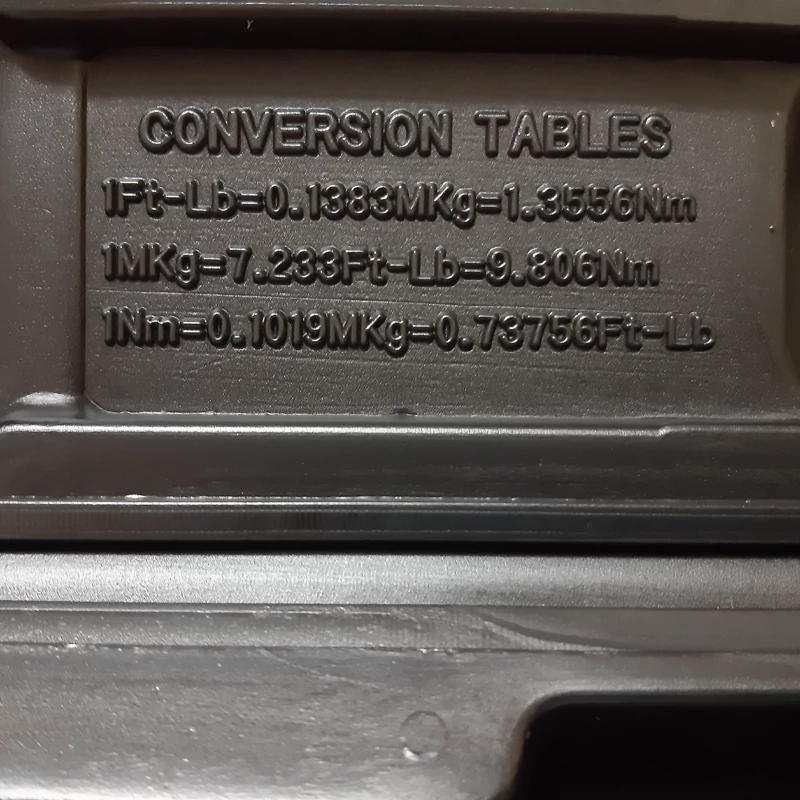 CONVERSION TABLES
1Ft-Lb=0.1383MKg=1.3556Nm
1MKg=7.233Ft-Lb=9.806Nm
1Nm=0.1019MKg=0.73756Ft-Lb